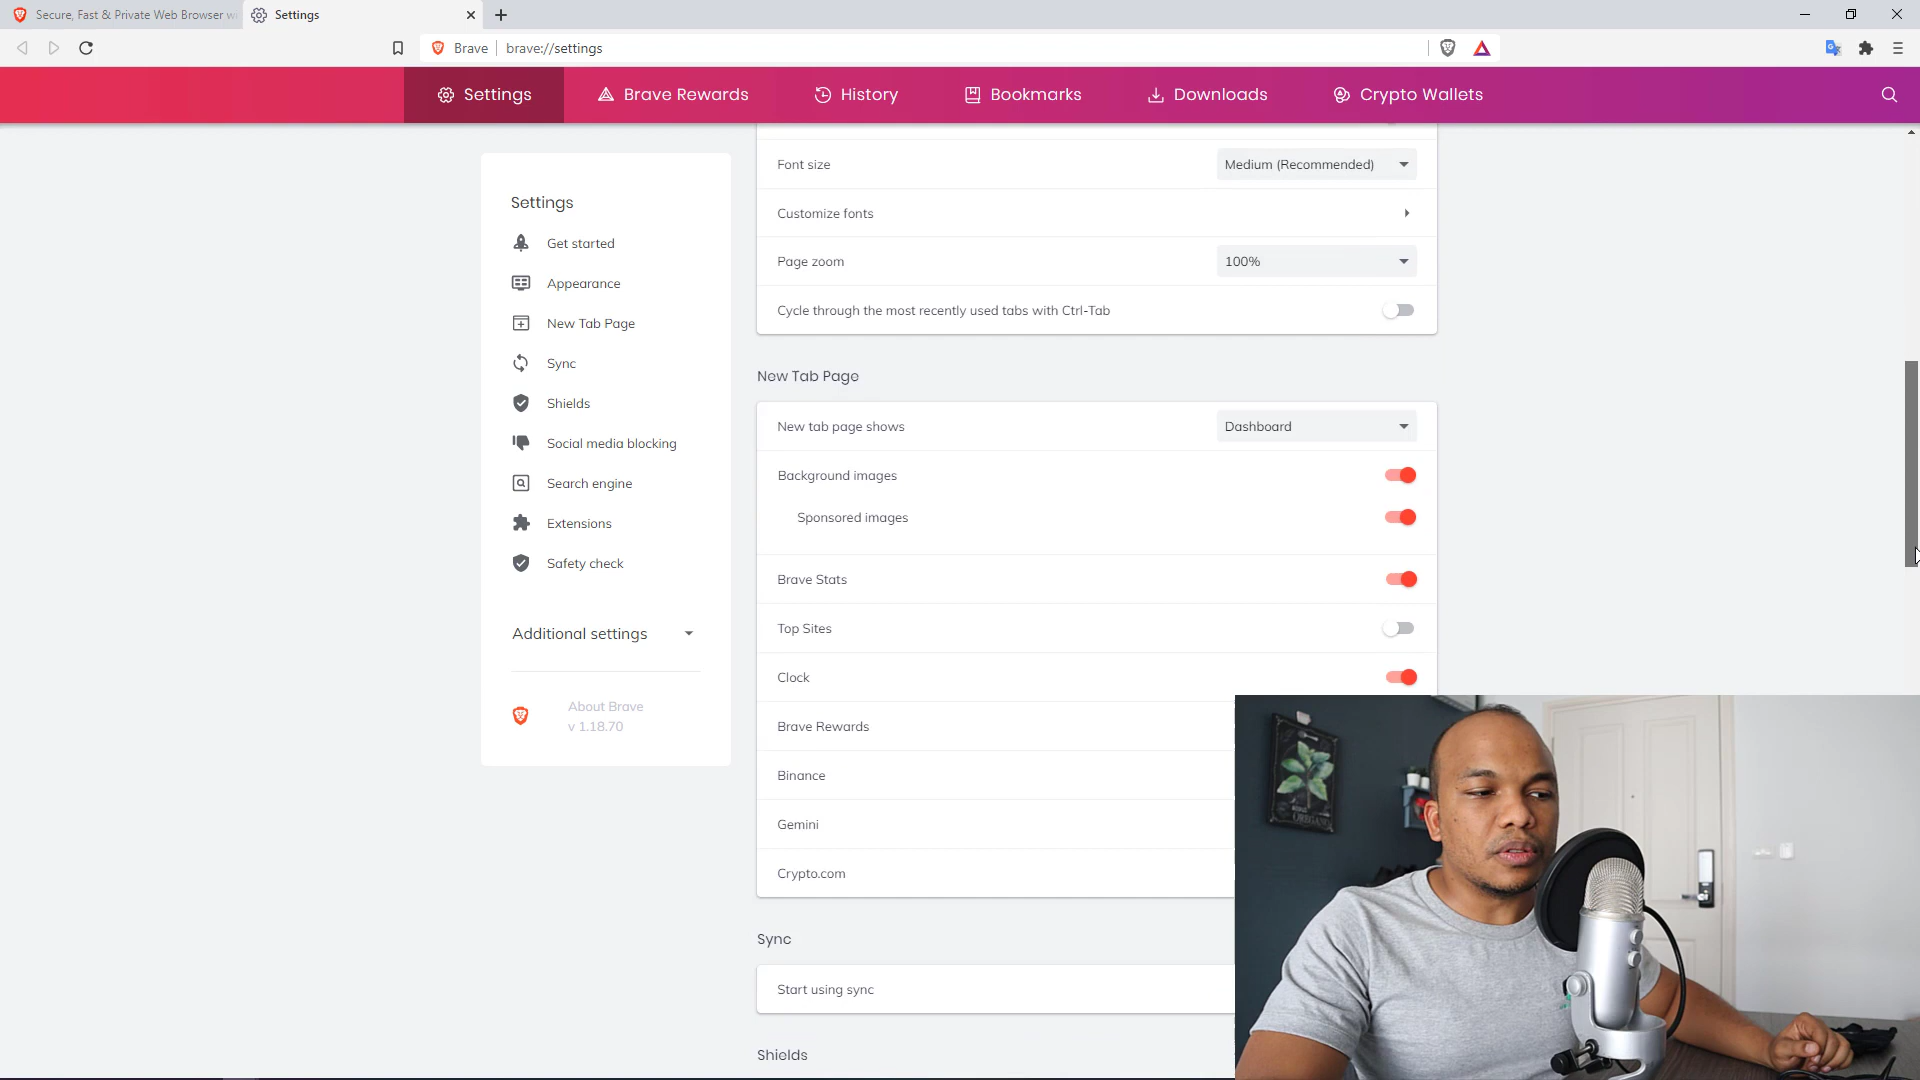 Secure, Fast & Private Web Browser w
Settings
Brave
brave://settings
Settings
Brave Rewards
History
Bookmarks
Downloads
Crypto Wallets
Settings
Get started
Appearance
New Tab Page
Sync
Shields
Social media blocking
Search engine
Extensions
Safety check
Additional settings
About Brave
v 1.18.70
Font size
Medium (Recommended)
Customize fonts
Page zoom
100%
Cycle through the most recently used tabs with Ctrl-Tab
New Tab Page
New tab page shows
Dashboard
Background images
Sponsored images
Brave Stats
Top Sites
Clock
Brave Rewards
Binance
Gemini
Crypto.com
Sync
Start using sync
Shields